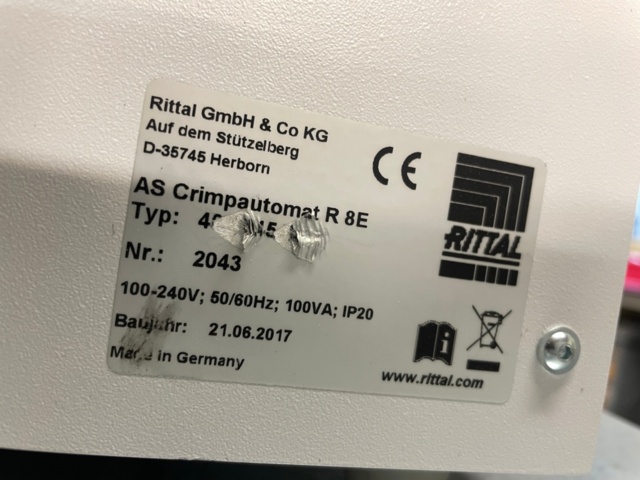 Rittal GmbH & Co KG
Auf dem Stützelberg
D-35745 Herborn
CE
AS Crimpautomat R 8E
Typ:
Nr.: 2043
100-240V; 50/60Hz; 100VA; IP20
Baujahr: 21.06.2017
Made in Germany
RITTAL
www.rittal.com